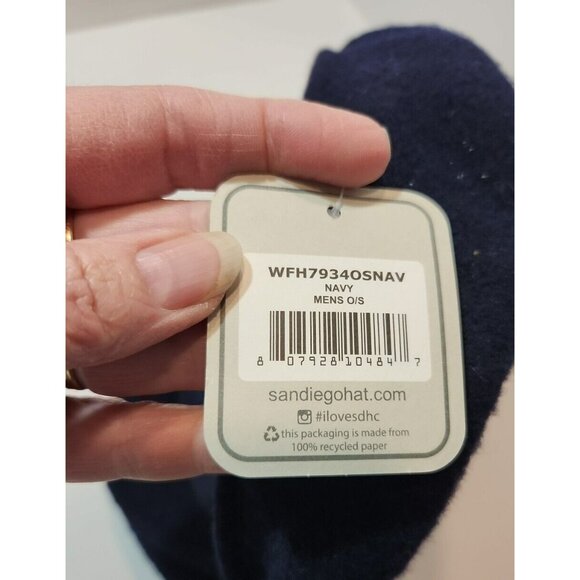 WFH7934OSNAV
NAVY
MENS O/S
8 07928 10484 7
sandiegohat.com
#ilovesdhc
this packaging is made from
100% recycled paper